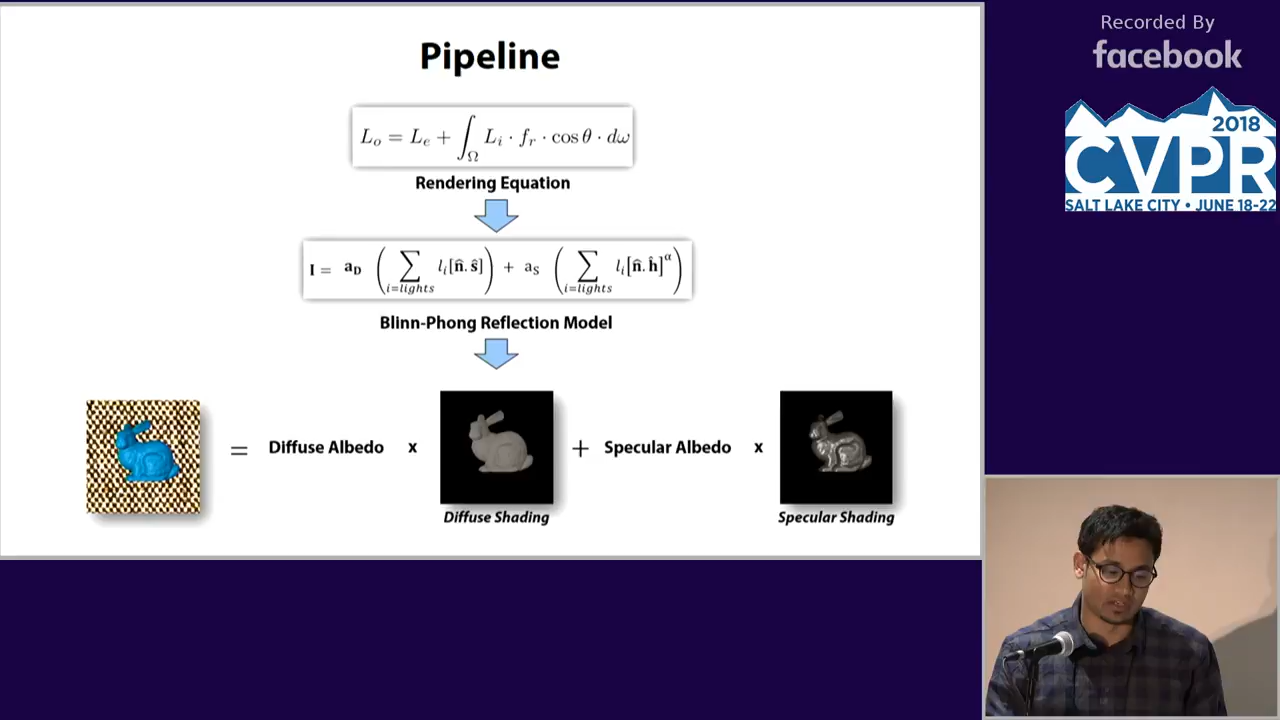 Pipeline
L_o = L_e + ∫_Ω L_i · f_r · cos θ · dω
Rendering Equation
I = a_D ( ∑_{i=lights} l_i[n̂.ŝ] ) + a_S ( ∑_{i=lights} l_i[n̂.ĥ]^α )
Blinn-Phong Reflection Model
= Diffuse Albedo x + Specular Albedo x
Diffuse Shading
Specular Shading
Recorded By
facebook
2018
CVPR
SALT LAKE CITY • JUNE 18-22